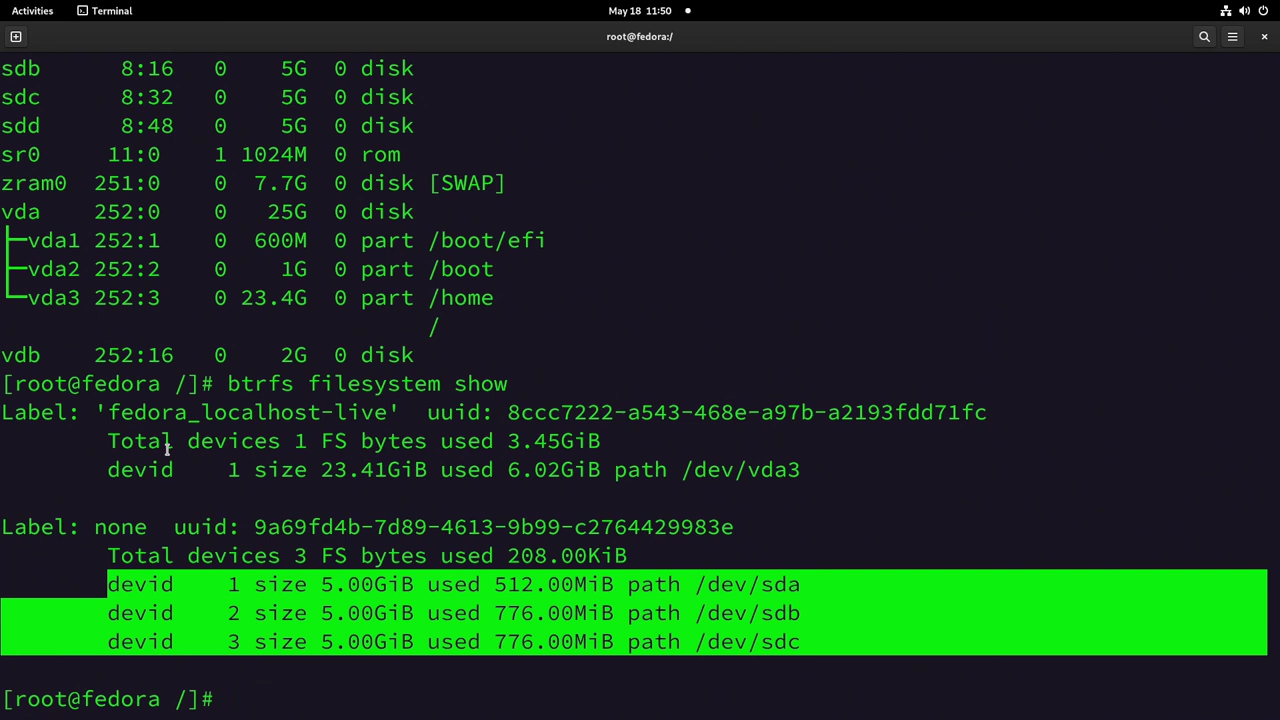 Activities Terminal May 18 11:50
root@fedora:/
sdb 8:16 0 5G 0 disk
sdc 8:32 0 5G 0 disk
sdd 8:48 0 5G 0 disk
sr0 11:0 1 1024M 0 rom
zram0 251:0 0 7.7G 0 disk [SWAP]
vda 252:0 0 25G 0 disk
├─vda1 252:1 0 600M 0 part /boot/efi
├─vda2 252:2 0 1G 0 part /boot
└─vda3 252:3 0 23.4G 0 part /home
/
vdb 252:16 0 2G 0 disk
[root@fedora /]# btrfs filesystem show
Label: 'fedora_localhost-live' uuid: 8ccc7222-a543-468e-a97b-a2193fdd71fc
Total devices 1 FS bytes used 3.45GiB
devid 1 size 23.41GiB used 6.02GiB path /dev/vda3
Label: none uuid: 9a69fd4b-7d89-4613-9b99-c2764429983e
Total devices 3 FS bytes used 208.00KiB
devid 1 size 5.00GiB used 512.00MiB path /dev/sda
devid 2 size 5.00GiB used 776.00MiB path /dev/sdb
devid 3 size 5.00GiB used 776.00MiB path /dev/sdc
[root@fedora /]#